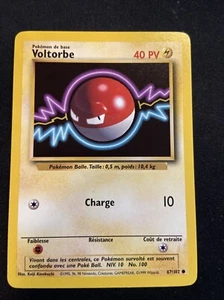 Pokémon de base
Voltorbe 40 PV
Pokémon Balle. Taille: 0,5 m, poids: 10,4 kg
Charge 10
Faiblesse Résistance Coût de retraite
Vivant dans les centrales, ce Pokémon est souvent confondu
avec une Poké Ball. NIV. 10 No. 100
67/102